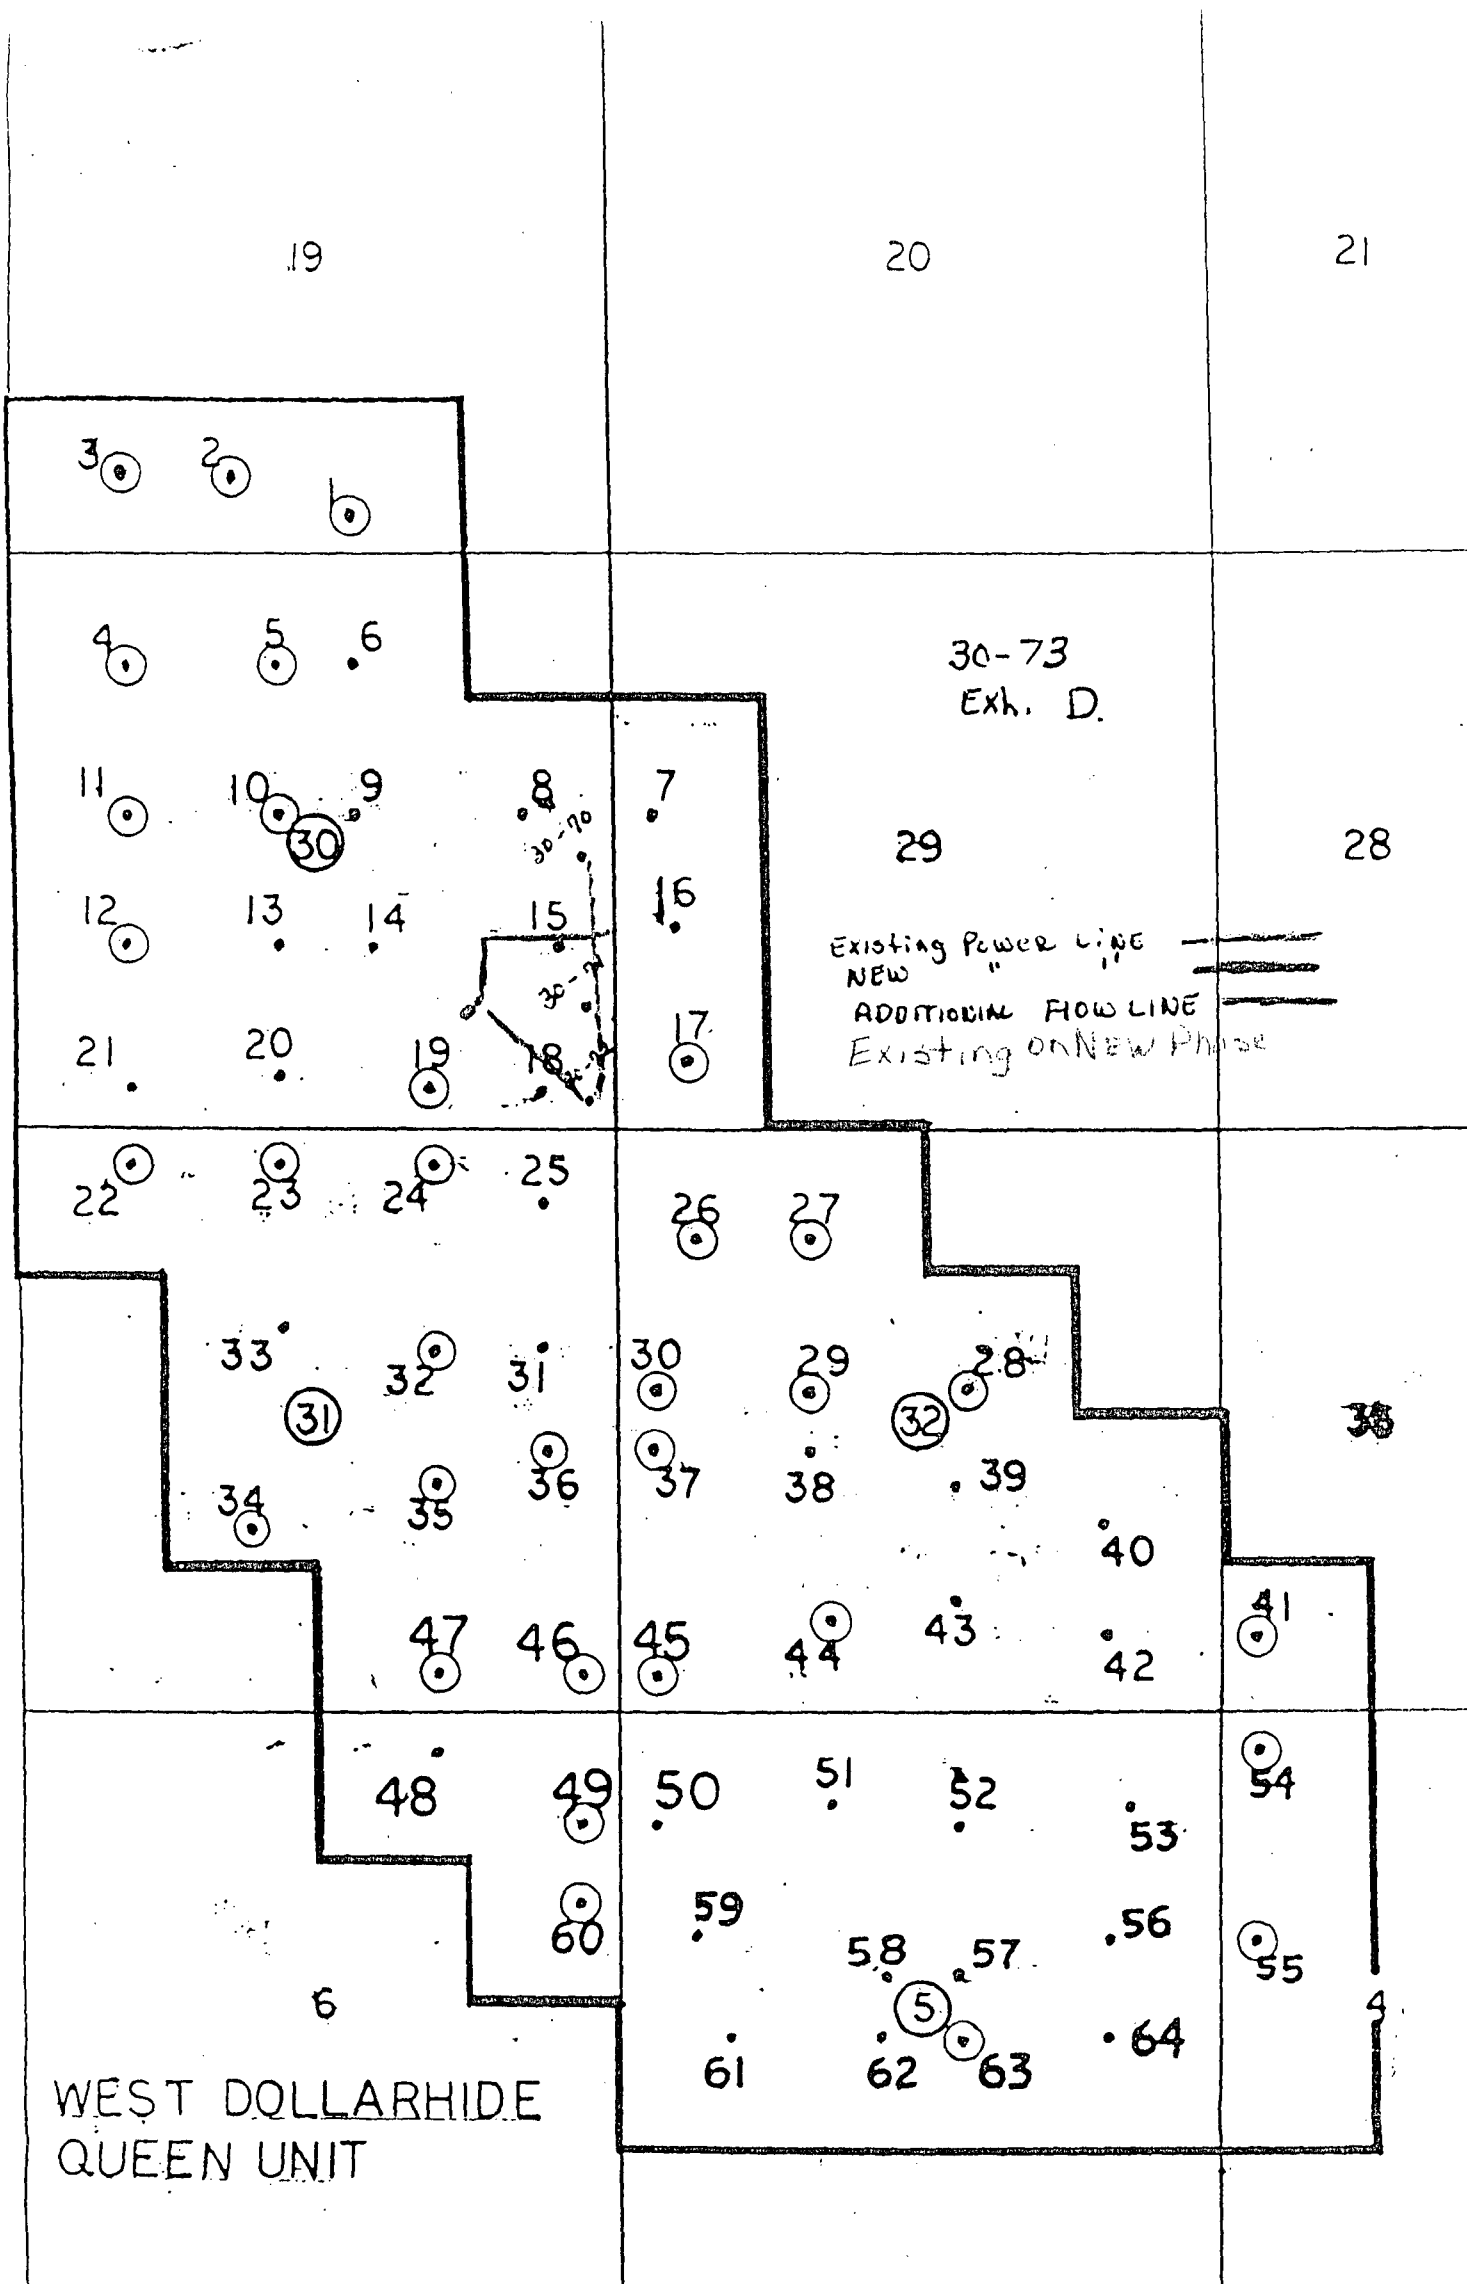 19 20 21
3 2 1
4 5 6
30-73
Exh. D.
11 10 9 8 7
30-70
30 29 28
12 13 14 15 16
Existing Power Line
NEW " "
ADDITIONAL FLOW LINE
Existing on NEW Phase
21 20 19 18 17
22 23 24 25 26 27
33 32 31 30 29 28
31 32
34 35 36 37 38 39
40
47 46 45 44 43 42 41
48 49 50 51 52 53 54
60 59 58 57 56 55
6 5 4
61 62 63 64
WEST DOLLARHIDE
QUEEN UNIT